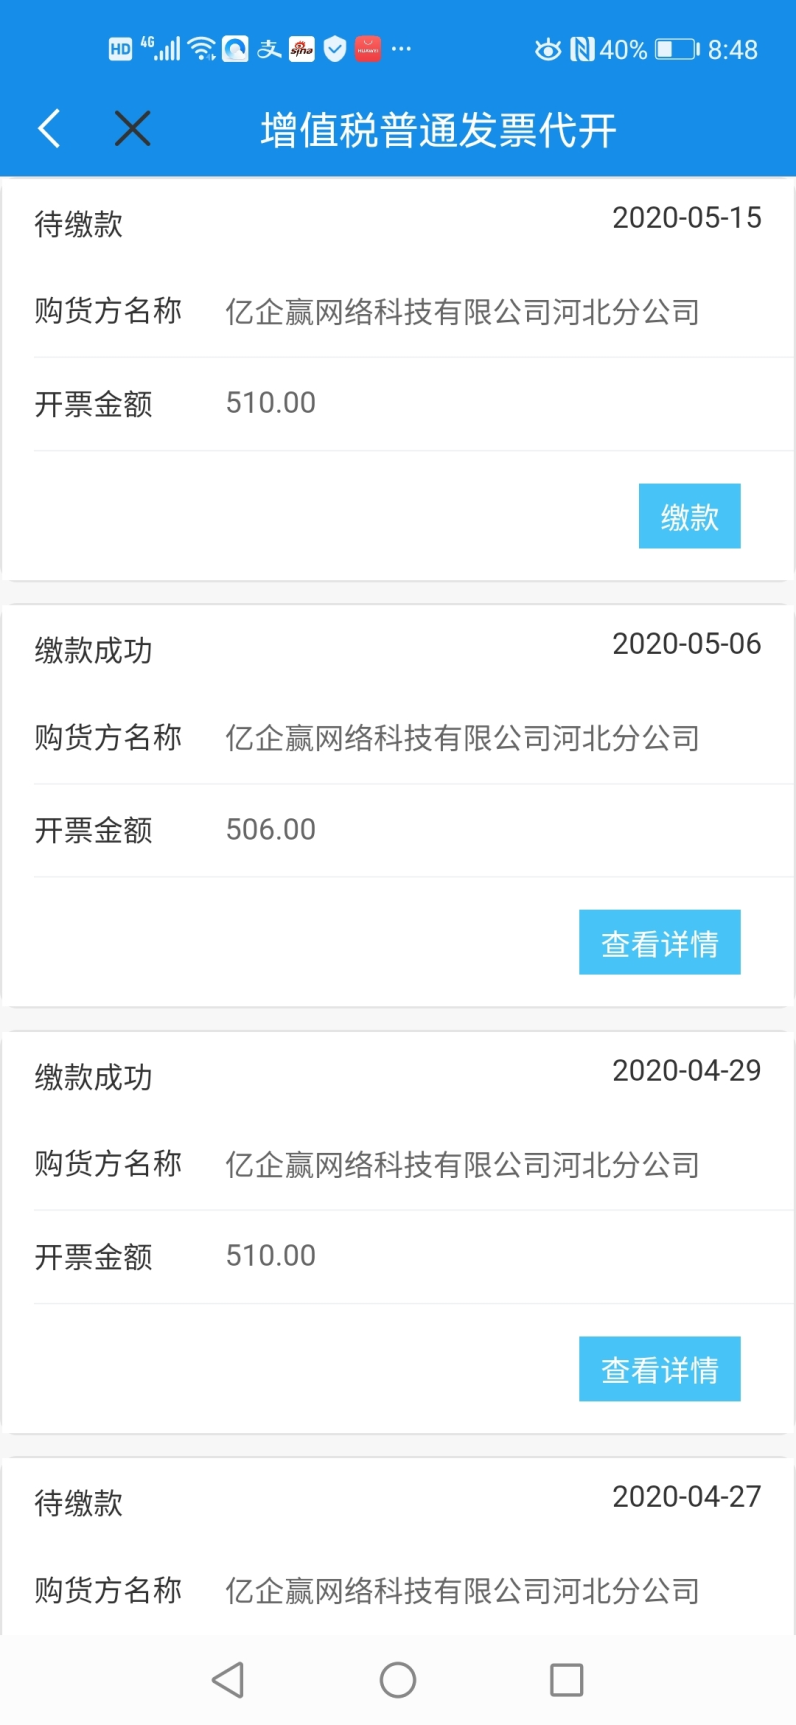 HD 4G 支 sina HUAWEI ... 40% 8:48
增值税普通发票代开
待缴款 2020-05-15
购货方名称 亿企赢网络科技有限公司河北分公司
开票金额 510.00
缴款
缴款成功 2020-05-06
购货方名称 亿企赢网络科技有限公司河北分公司
开票金额 506.00
查看详情
缴款成功 2020-04-29
购货方名称 亿企赢网络科技有限公司河北分公司
开票金额 510.00
查看详情
待缴款 2020-04-27
购货方名称 亿企赢网络科技有限公司河北分公司